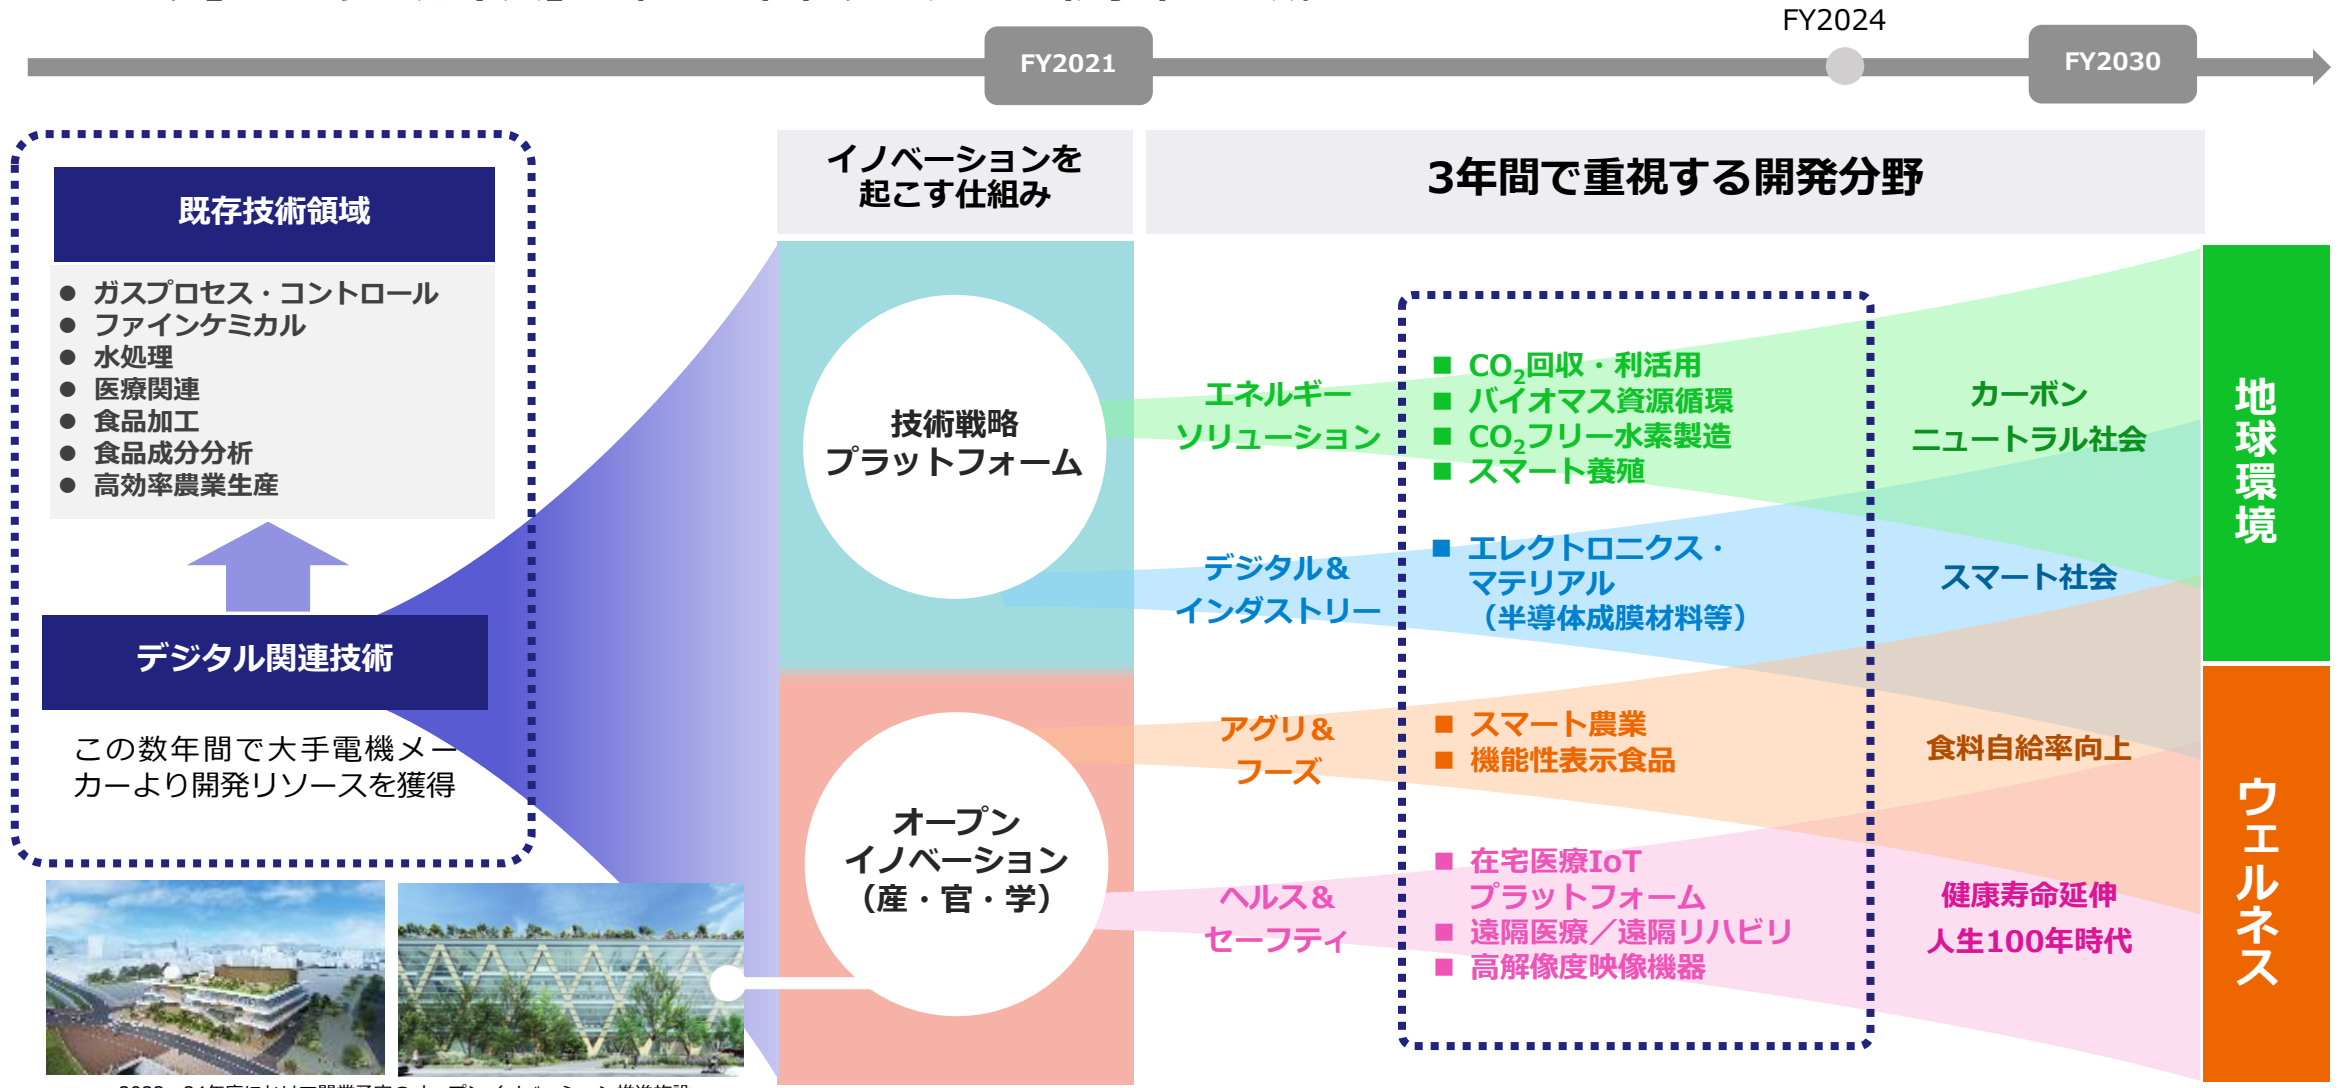 FY2021
FY2024
FY2030
既存技術領域
● ガスプロセス・コントロール
● ファインケミカル
● 水処理
● 医療関連
● 食品加工
● 食品成分分析
● 高効率農業生産
デジタル関連技術
この数年間で大手電機メー
カーより開発リソースを獲得
イノベーションを
起こす仕組み
技術戦略
プラットフォーム
オープン
イノベーション
（産・官・学）
3年間で重視する開発分野
エネルギー
ソリューション
■ CO₂回収・利活用
■ バイオマス資源循環
■ CO₂フリー水素製造
■ スマート養殖
カーボン
ニュートラル社会
デジタル＆
インダストリー
■ エレクトロニクス・
マテリアル
（半導体成膜材料等）
スマート社会
アグリ＆
フーズ
■ スマート農業
■ 機能性表示食品
食料自給率向上
ヘルス＆
セーフティ
■ 在宅医療IoT
プラットフォーム
■ 遠隔医療／遠隔リハビリ
■ 高解像度映像機器
健康寿命延伸
人生100年時代
地球環境
ウエルネス